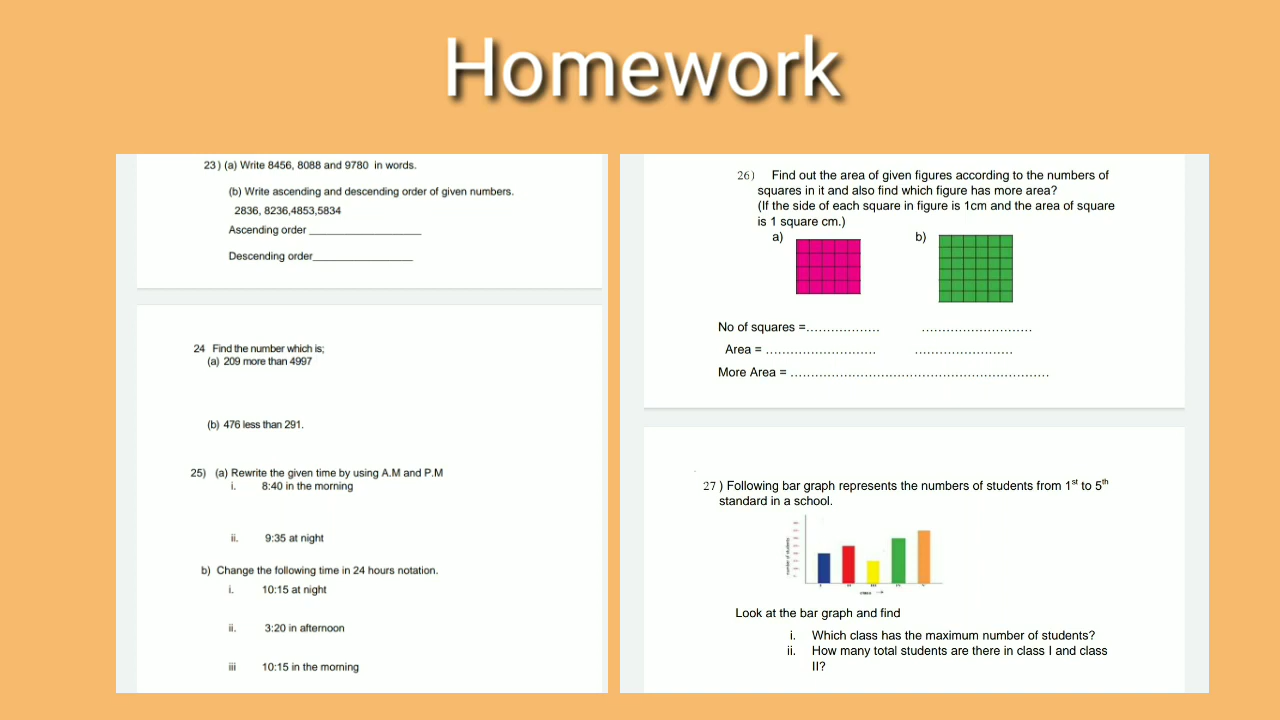 Homework
23) (a) Write 8456, 8088 and 9780 in words.
(b) Write ascending and descending order of given numbers.
2836, 8236,4853,5834
Ascending order ____________________
Descending order__________________
24 Find the number which is;
(a) 209 more than 4997
(b) 476 less than 291.
25) (a) Rewrite the given time by using A.M and P.M
i. 8:40 in the morning
ii. 9:35 at night
b) Change the following time in 24 hours notation.
i. 10:15 at night
ii. 3:20 in afternoon
iii 10:15 in the morning
26) Find out the area of given figures according to the numbers of
squares in it and also find which figure has more area?
(If the side of each square in figure is 1cm and the area of square
is 1 square cm.)
a) b)
No of squares =.................. ...........................
Area = ........................... ........................
More Area = ...............................................................
27 ) Following bar graph represents the numbers of students from 1st to 5th
standard in a school.
number of students
class
Look at the bar graph and find
i. Which class has the maximum number of students?
ii. How many total students are there in class I and class
II?